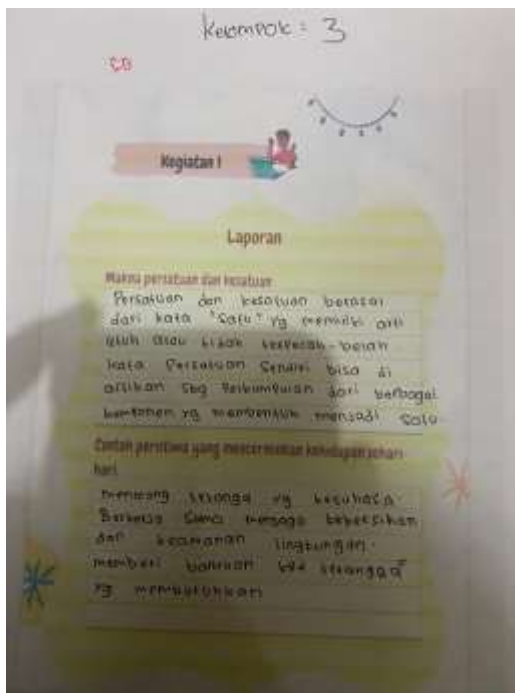 Kelompok : 3
Kegiatan 1
Laporan
Makna persatuan dan kesatuan
Persatuan dan kesatuan berasal
dari kata "Satu" yg memiliki arti
utuh atau tidak terpecah-belah
kata Persatuan Sendiri bisa di
artikan sbg Perkumpulan dari berbagai
komponen yg membentuk menjadi Satu
Contoh peristiwa yang mencerminkan kehidupan sehari-
hari
menolong tetangga yg kesusahan
Bekerja Sama menjaga kebersihan
dan keamanan lingkungan.
memberi bantuan tetangga
yg membutuhkan